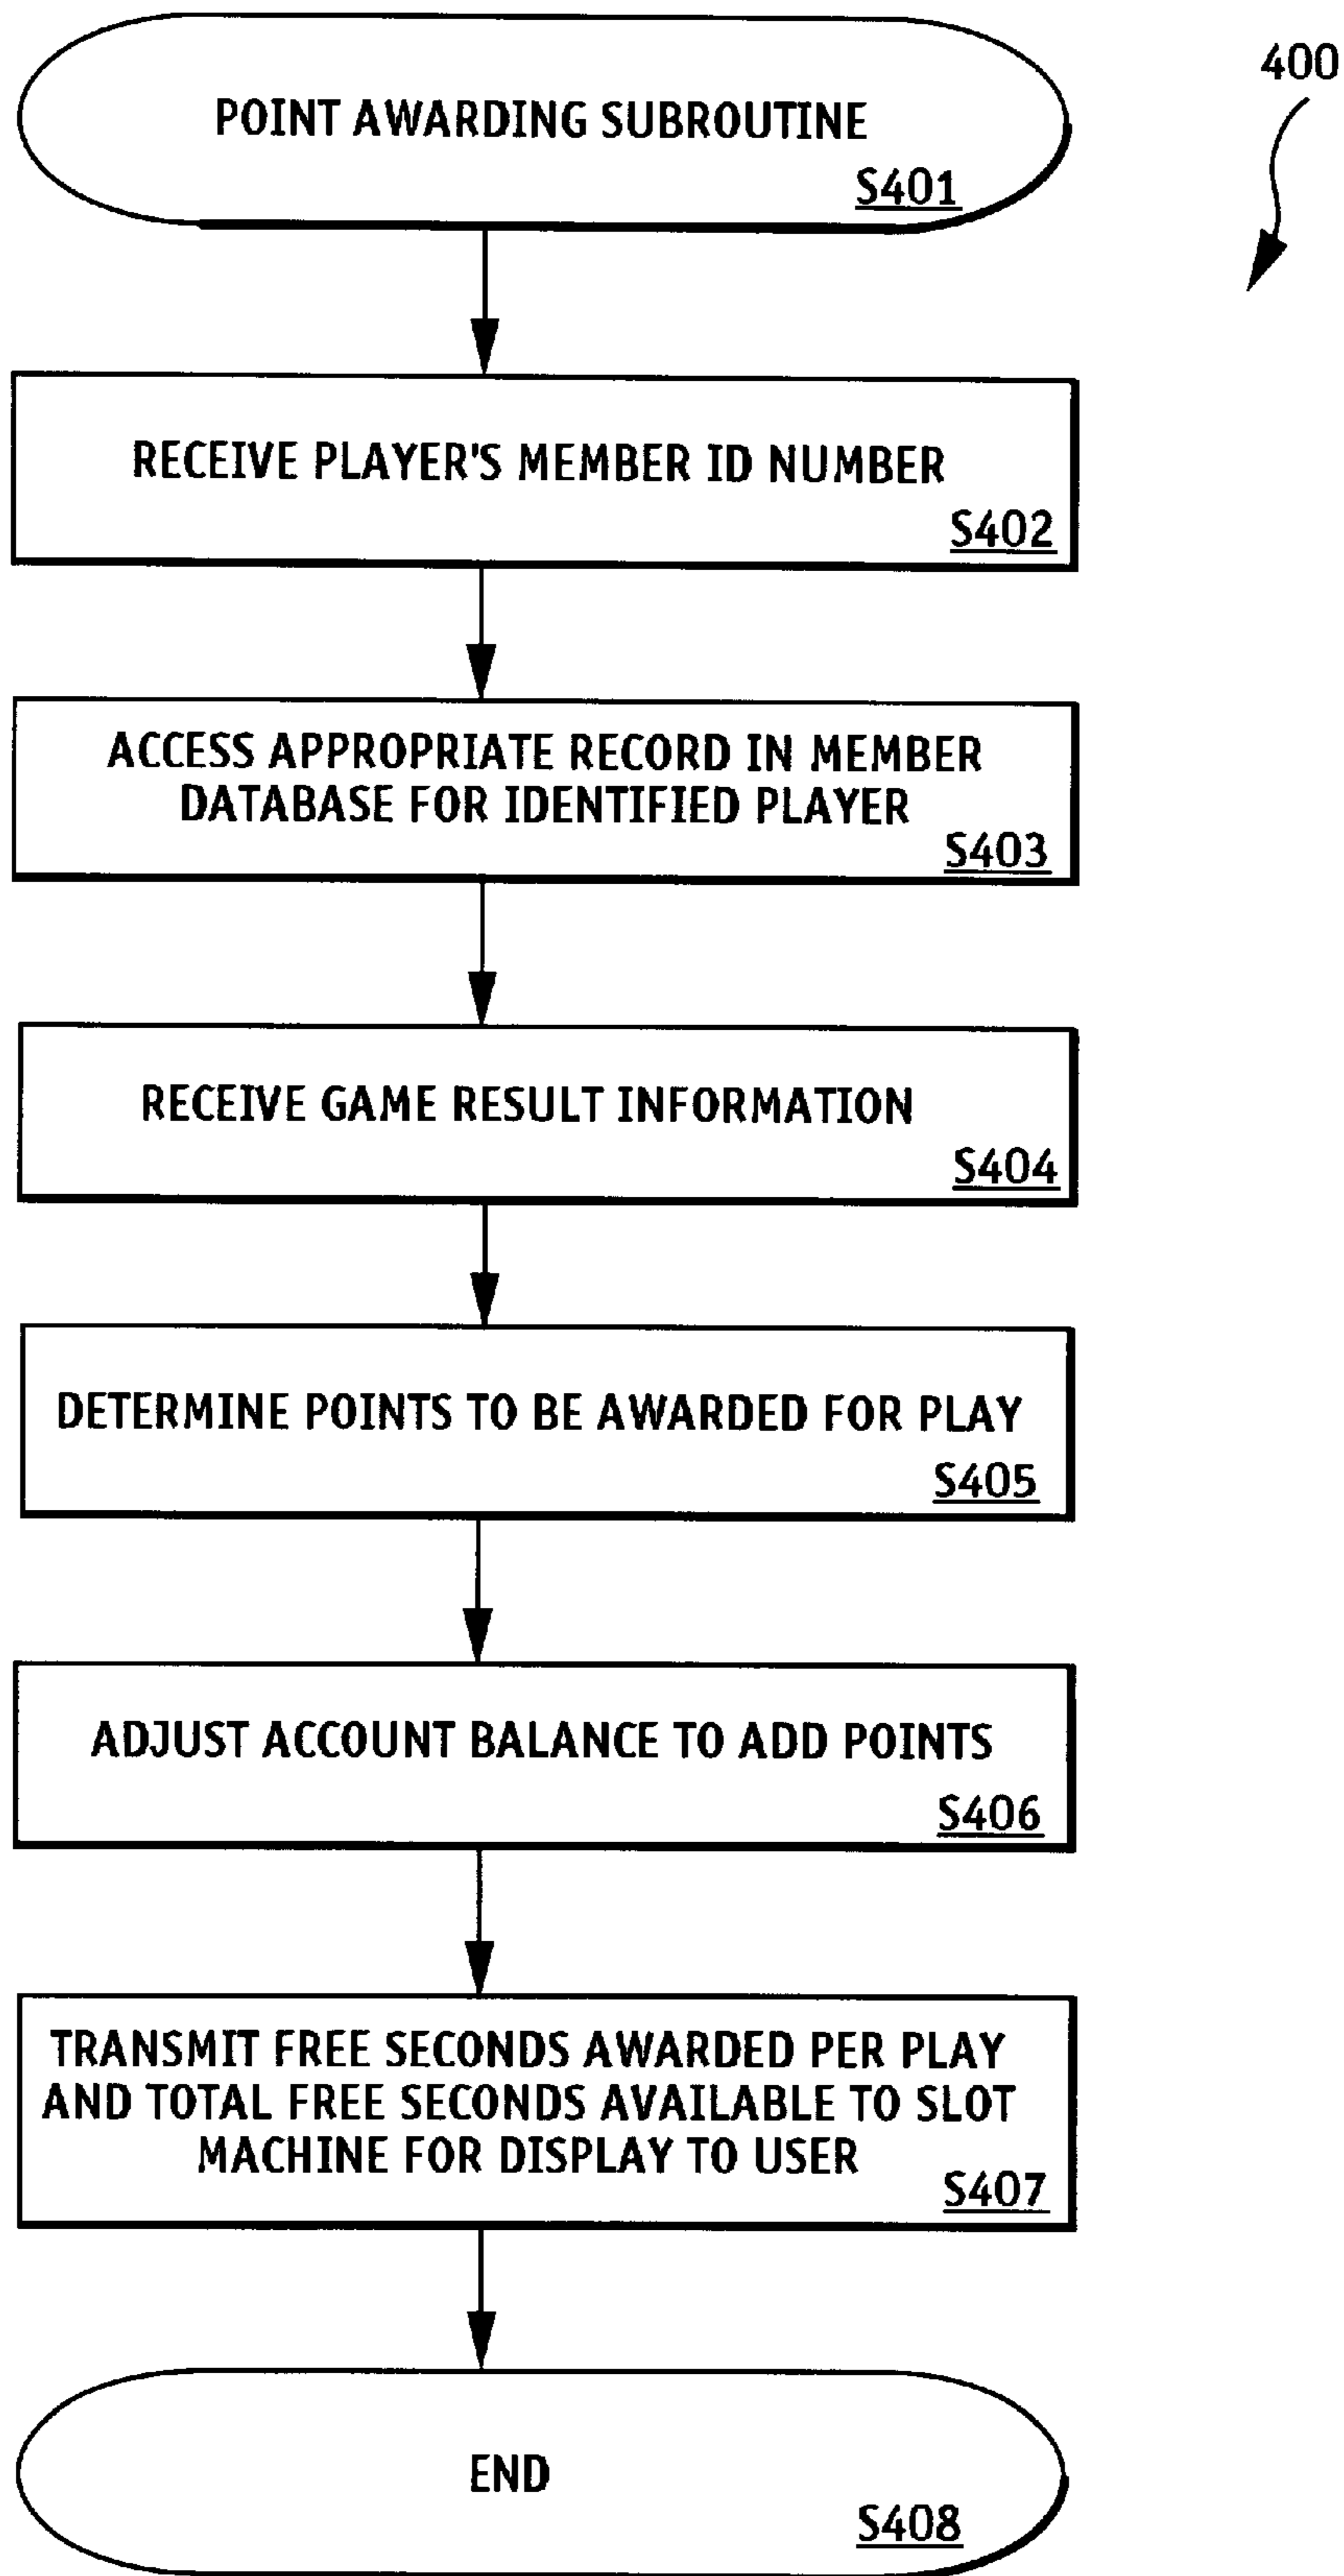 400
POINT AWARDING SUBROUTINE
S401
RECEIVE PLAYER'S MEMBER ID NUMBER
S402
ACCESS APPROPRIATE RECORD IN MEMBER
DATABASE FOR IDENTIFIED PLAYER
S403
RECEIVE GAME RESULT INFORMATION
S404
DETERMINE POINTS TO BE AWARDED FOR PLAY
S405
ADJUST ACCOUNT BALANCE TO ADD POINTS
S406
TRANSMIT FREE SECONDS AWARDED PER PLAY
AND TOTAL FREE SECONDS AVAILABLE TO SLOT
MACHINE FOR DISPLAY TO USER
S407
END
S408